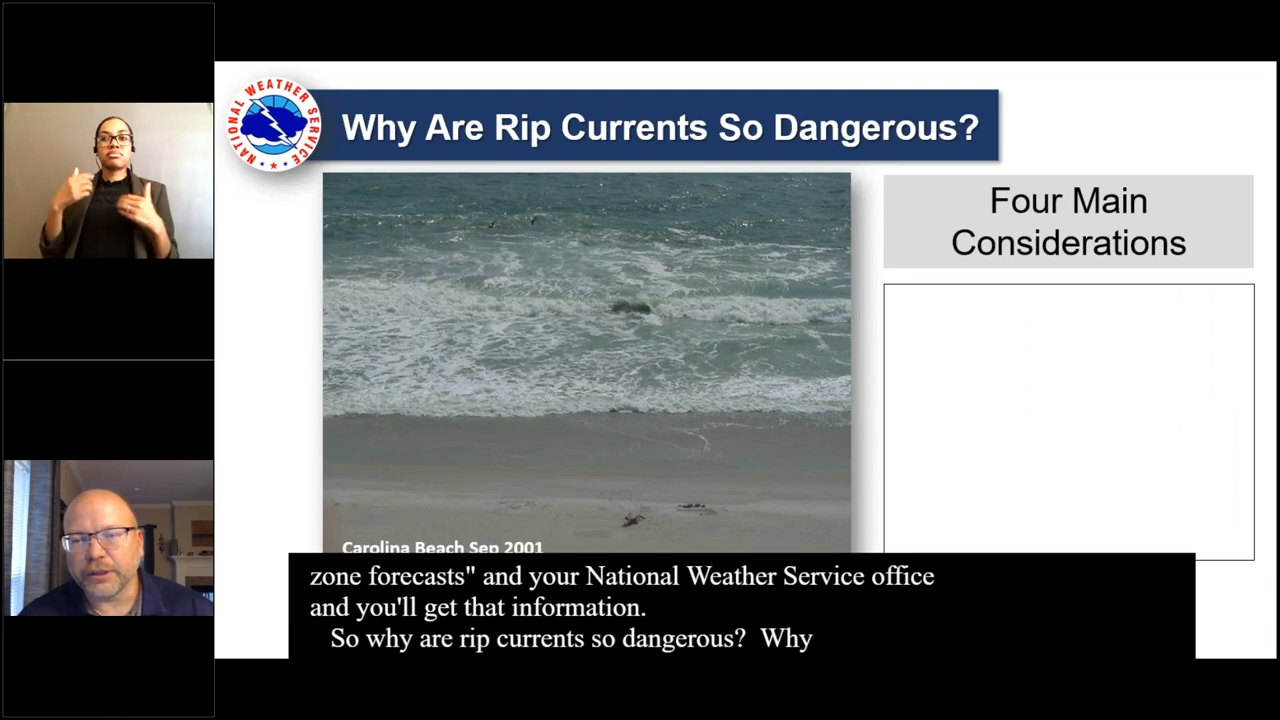 NATIONAL WEATHER SERVICE
Why Are Rip Currents So Dangerous?
Four Main
Considerations
Carolina Beach Sep 2001
zone forecasts" and your National Weather Service office
and you'll get that information.
So why are rip currents so dangerous?  Why